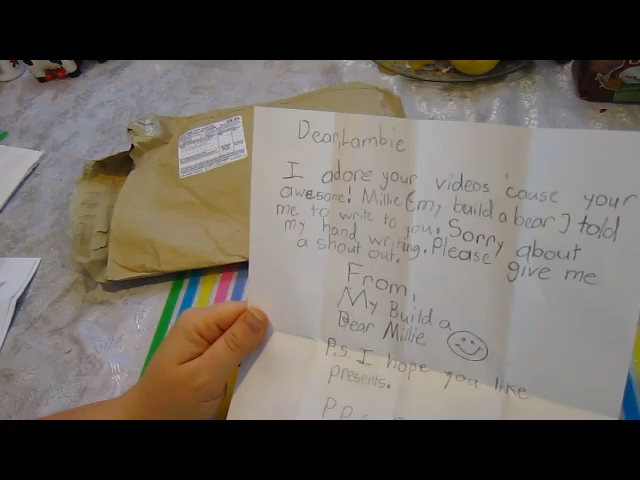 Dear, Lambie
I adore your videos 'cause your
awesome! Millie (my build a bear) told
me to write to you. Sorry about
my hand writing. Please give me
a shout out.
From,
My Build a
Bear Millie
P.s. I hope you like
presents.
P.P.